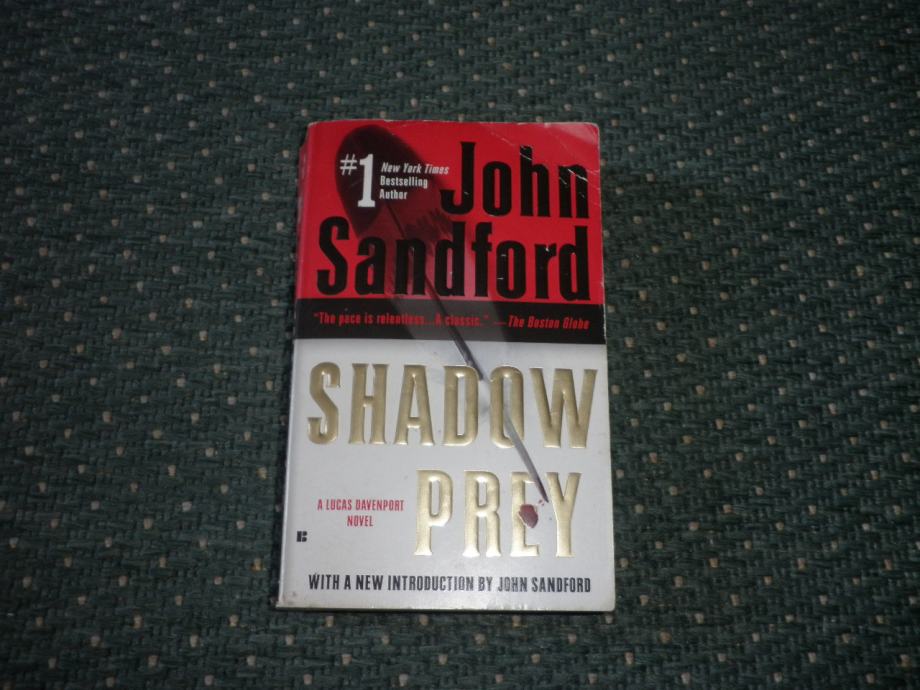 #1 New York Times
Bestselling
Author
John
Sandford
"The pace is relentless...A classic." —The Boston Globe
SHADOW
PREY
A LUCAS DAVENPORT
NOVEL
B
WITH A NEW INTRODUCTION BY JOHN SANDFORD